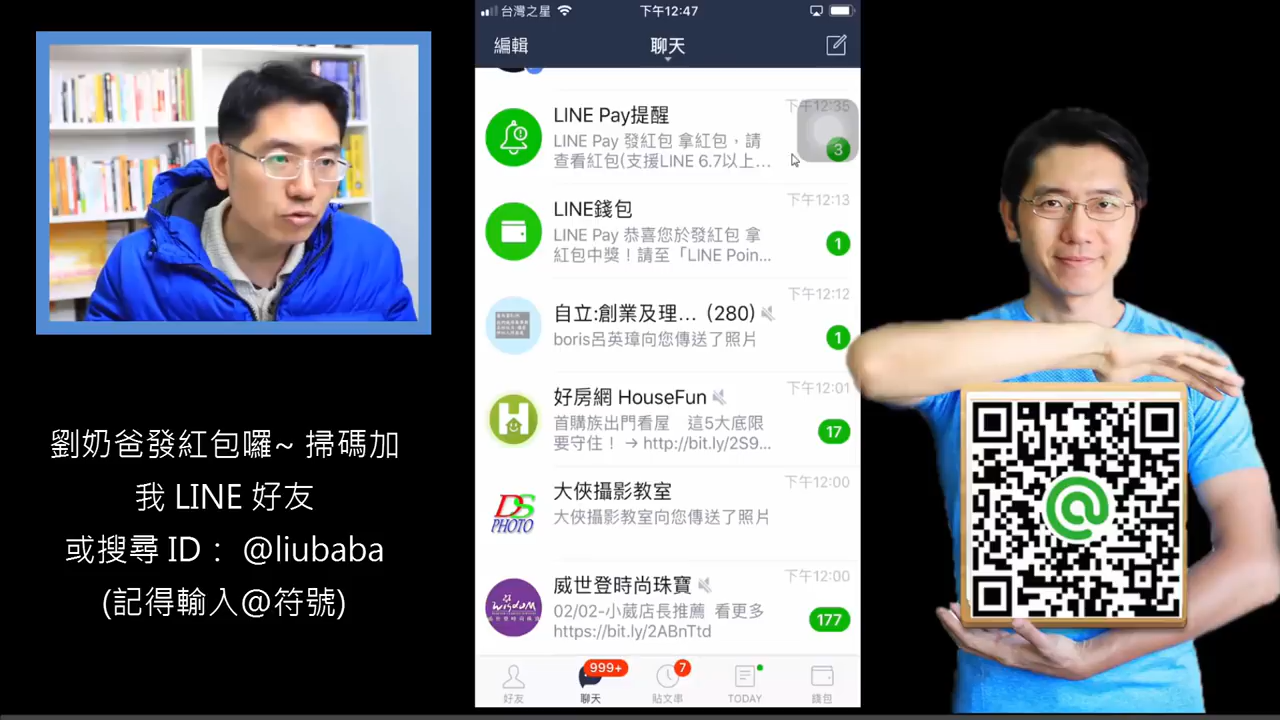 台灣之星
下午12:47
編輯
聊天
LINE Pay提醒
下午12:35
LINE Pay 發紅包 拿紅包，請
查看紅包(支援LINE 6.7以上...
3
LINE錢包
下午12:13
LINE Pay 恭喜您於發紅包 拿
紅包中獎！請至「LINE Poin...
1
自立:創業及理... (280)
下午12:12
boris呂英璋向您傳送了照片
1
好房網 HouseFun
下午12:01
首購族出門看屋 這5大底限
要守住！ → http://bit.ly/2S9...
17
大俠攝影教室
下午12:00
大俠攝影教室向您傳送了照片
DS
PHOTO
威世登時尚珠寶
下午12:00
02/02-小葳店長推薦 看更多
https://bit.ly/2ABnTtd
177
wisdom
999+
7
好友
聊天
貼文串
TODAY
錢包
劉奶爸發紅包囉~ 掃碼加
我 LINE 好友
或搜尋 ID： @liubaba
(記得輸入@符號)
@